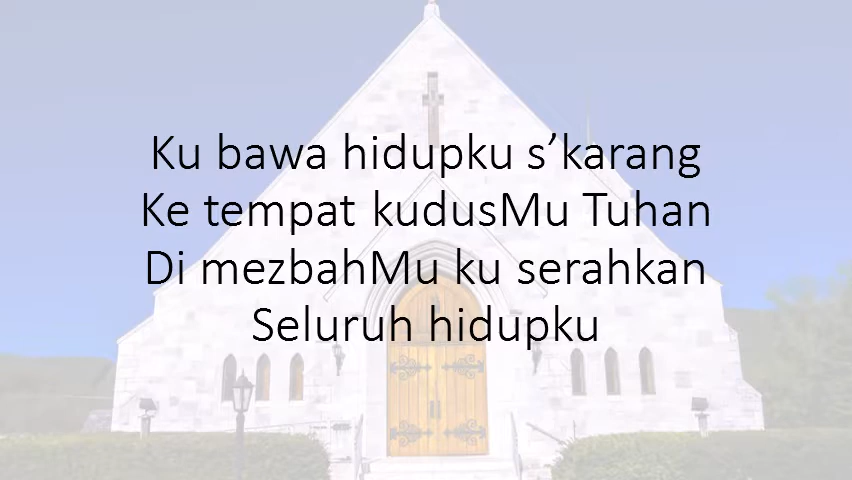 Ku bawa hidupku s’karang
Ke tempat kudusMu Tuhan
Di mezbahMu ku serahkan
Seluruh hidupku